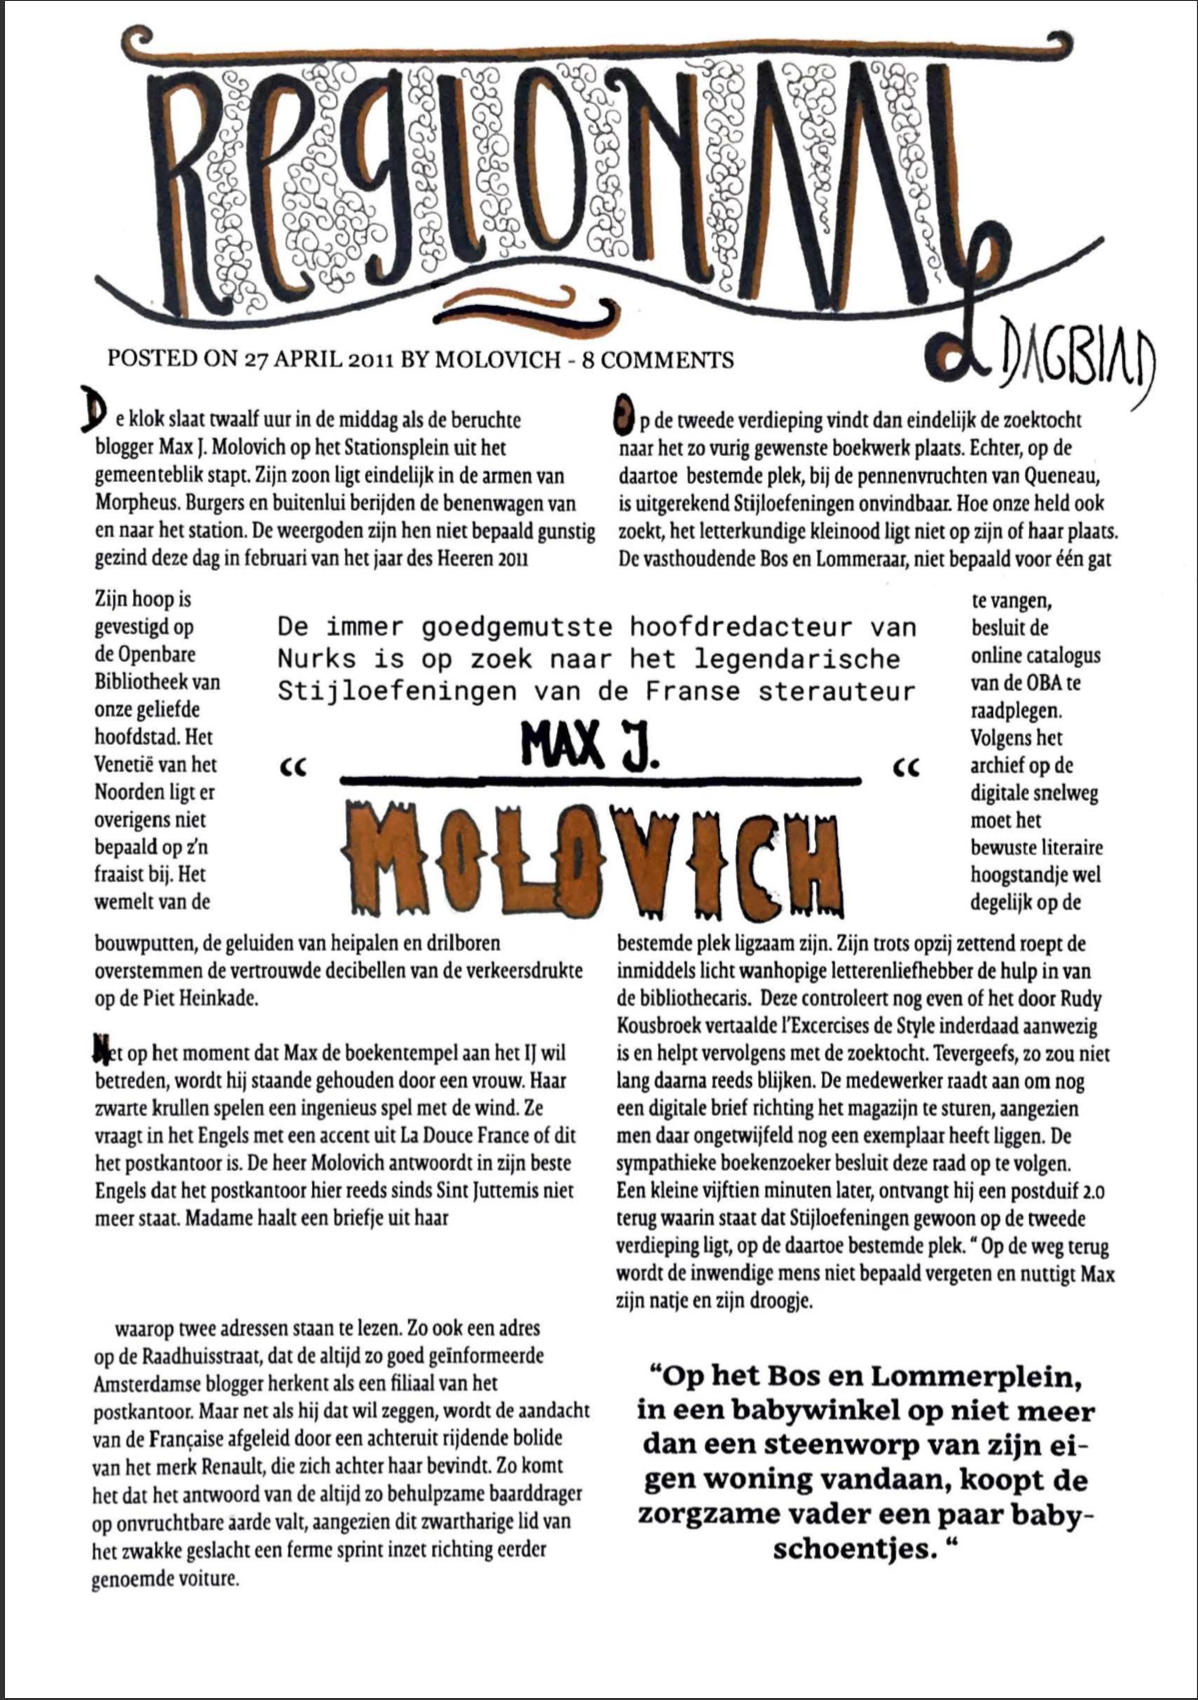 REGIONAAL
DAGBLAD
POSTED ON 27 APRIL 2011 BY MOLOVICH - 8 COMMENTS
De klok slaat twaalf uur in de middag als de beruchte
blogger Max J. Molovich op het Stationsplein uit het
gemeenteblik stapt. Zijn zoon ligt eindelijk in de armen van
Morpheus. Burgers en buitenlui berijden de benenwagen van
en naar het station. De weergoden zijn hen niet bepaald gunstig
gezind deze dag in februari van het jaar des Heeren 2011
Zijn hoop is
gevestigd op
de Openbare
Bibliotheek van
onze geliefde
hoofdstad. Het
Venetië van het
Noorden ligt er
overigens niet
bepaald op z'n
fraaist bij. Het
wemelt van de
bouwputten, de geluiden van heipalen en drilboren
overstemmen de vertrouwde decibellen van de verkeersdrukte
op de Piet Heinkade.
Net op het moment dat Max de boekentempel aan het IJ wil
betreden, wordt hij staande gehouden door een vrouw. Haar
zwarte krullen spelen een ingenieus spel met de wind. Ze
vraagt in het Engels met een accent uit La Douce France of dit
het postkantoor is. De heer Molovich antwoordt in zijn beste
Engels dat het postkantoor hier reeds sinds Sint Juttemis niet
meer staat. Madame haalt een briefje uit haar
waarop twee adressen staan te lezen. Zo ook een adres
op de Raadhuisstraat, dat de altijd zo goed geïnformeerde
Amsterdamse blogger herkent als een filiaal van het
postkantoor. Maar net als hij dat wil zeggen, wordt de aandacht
van de Française afgeleid door een achteruit rijdende bolide
van het merk Renault, die zich achter haar bevindt. Zo komt
het dat het antwoord van de altijd zo behulpzame baarddrager
op onvruchtbare aarde valt, aangezien dit zwartharige lid van
het zwakke geslacht een ferme sprint inzet richting eerder
genoemde voiture.
De immer goedgemutste hoofdredacteur van
Nurks is op zoek naar het legendarische
Stijloefeningen van de Franse sterauteur
“ MAX J. “
MOLOVICH
Op de tweede verdieping vindt dan eindelijk de zoektocht
naar het zo vurig gewenste boekwerk plaats. Echter, op de
daartoe bestemde plek, bij de pennenvruchten van Queneau,
is uitgerekend Stijloefeningen onvindbaar. Hoe onze held ook
zoekt, het letterkundige kleinood ligt niet op zijn of haar plaats.
De vasthoudende Bos en Lommeraar, niet bepaald voor één gat
te vangen,
besluit de
online catalogus
van de OBA te
raadplegen.
Volgens het
archief op de
digitale snelweg
moet het
bewuste literaire
hoogstandje wel
degelijk op de
bestemde plek ligzaam zijn. Zijn trots opzij zettend roept de
inmiddels licht wanhopige letterenliefhebber de hulp in van
de bibliothecaris. Deze controleert nog even of het door Rudy
Kousbroek vertaalde l'Excercises de Style inderdaad aanwezig
is en helpt vervolgens met de zoektocht. Tevergeefs, zo zou niet
lang daarna reeds blijken. De medewerker raadt aan om nog
een digitale brief richting het magazijn te sturen, aangezien
men daar ongetwijfeld nog een exemplaar heeft liggen. De
sympathieke boekenzoeker besluit deze raad op te volgen.
Een kleine vijftien minuten later, ontvangt hij een postduif 2.0
terug waarin staat dat Stijloefeningen gewoon op de tweede
verdieping ligt, op de daartoe bestemde plek. “ Op de weg terug
wordt de inwendige mens niet bepaald vergeten en nuttigt Max
zijn natje en zijn droogje.
“Op het Bos en Lommerplein,
in een babywinkel op niet meer
dan een steenworp van zijn ei-
gen woning vandaan, koopt de
zorgzame vader een paar baby-
schoentjes. “